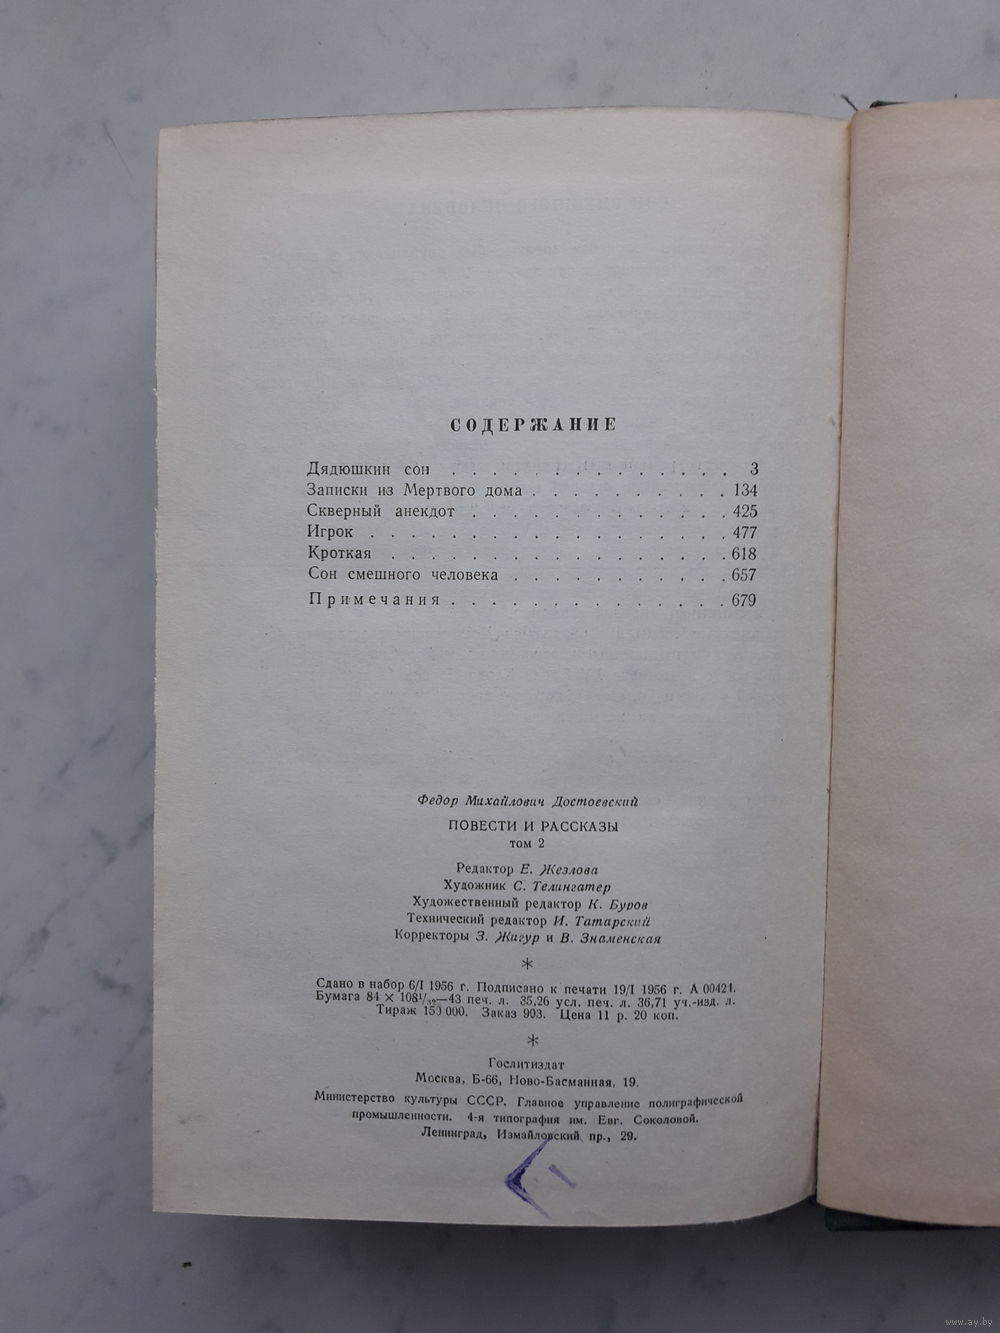 СОДЕРЖАНИЕ
Дядюшкин сон . . . . . . . . . . . . . . 3
Записки из Мертвого дома . . . . . . . . . . 134
Скверный анекдот . . . . . . . . . . . . . 425
Игрок . . . . . . . . . . . . . . . . . . 477
Кроткая . . . . . . . . . . . . . . . . . 618
Сон смешного человека . . . . . . . . . . . 657
Примечания . . . . . . . . . . . . . . 679
Федор Михайлович Достоевский
ПОВЕСТИ И РАССКАЗЫ
том 2
Редактор Е. Жезлова
Художник С. Телингатер
Художественный редактор К. Буров
Технический редактор И. Татарский
Корректоры З. Жигур и В. Знаменская
*
Сдано в набор 6/I 1956 г. Подписано к печати 19/I 1956 г. А 00421.
Бумага 84 × 108¹/₃₂—43 печ. л. 35,26 усл. печ. л. 36,71 уч.-изд. л.
Тираж 150 000. Заказ 903. Цена 11 р. 20 коп.
*
Гослитиздат
Москва, Б-66, Ново-Басманная, 19.
Министерство культуры СССР. Главное управление полиграфической
промышленности. 4-я типография им. Евг. Соколовой.
Ленинград, Измайловский пр., 29.
www.ay.by